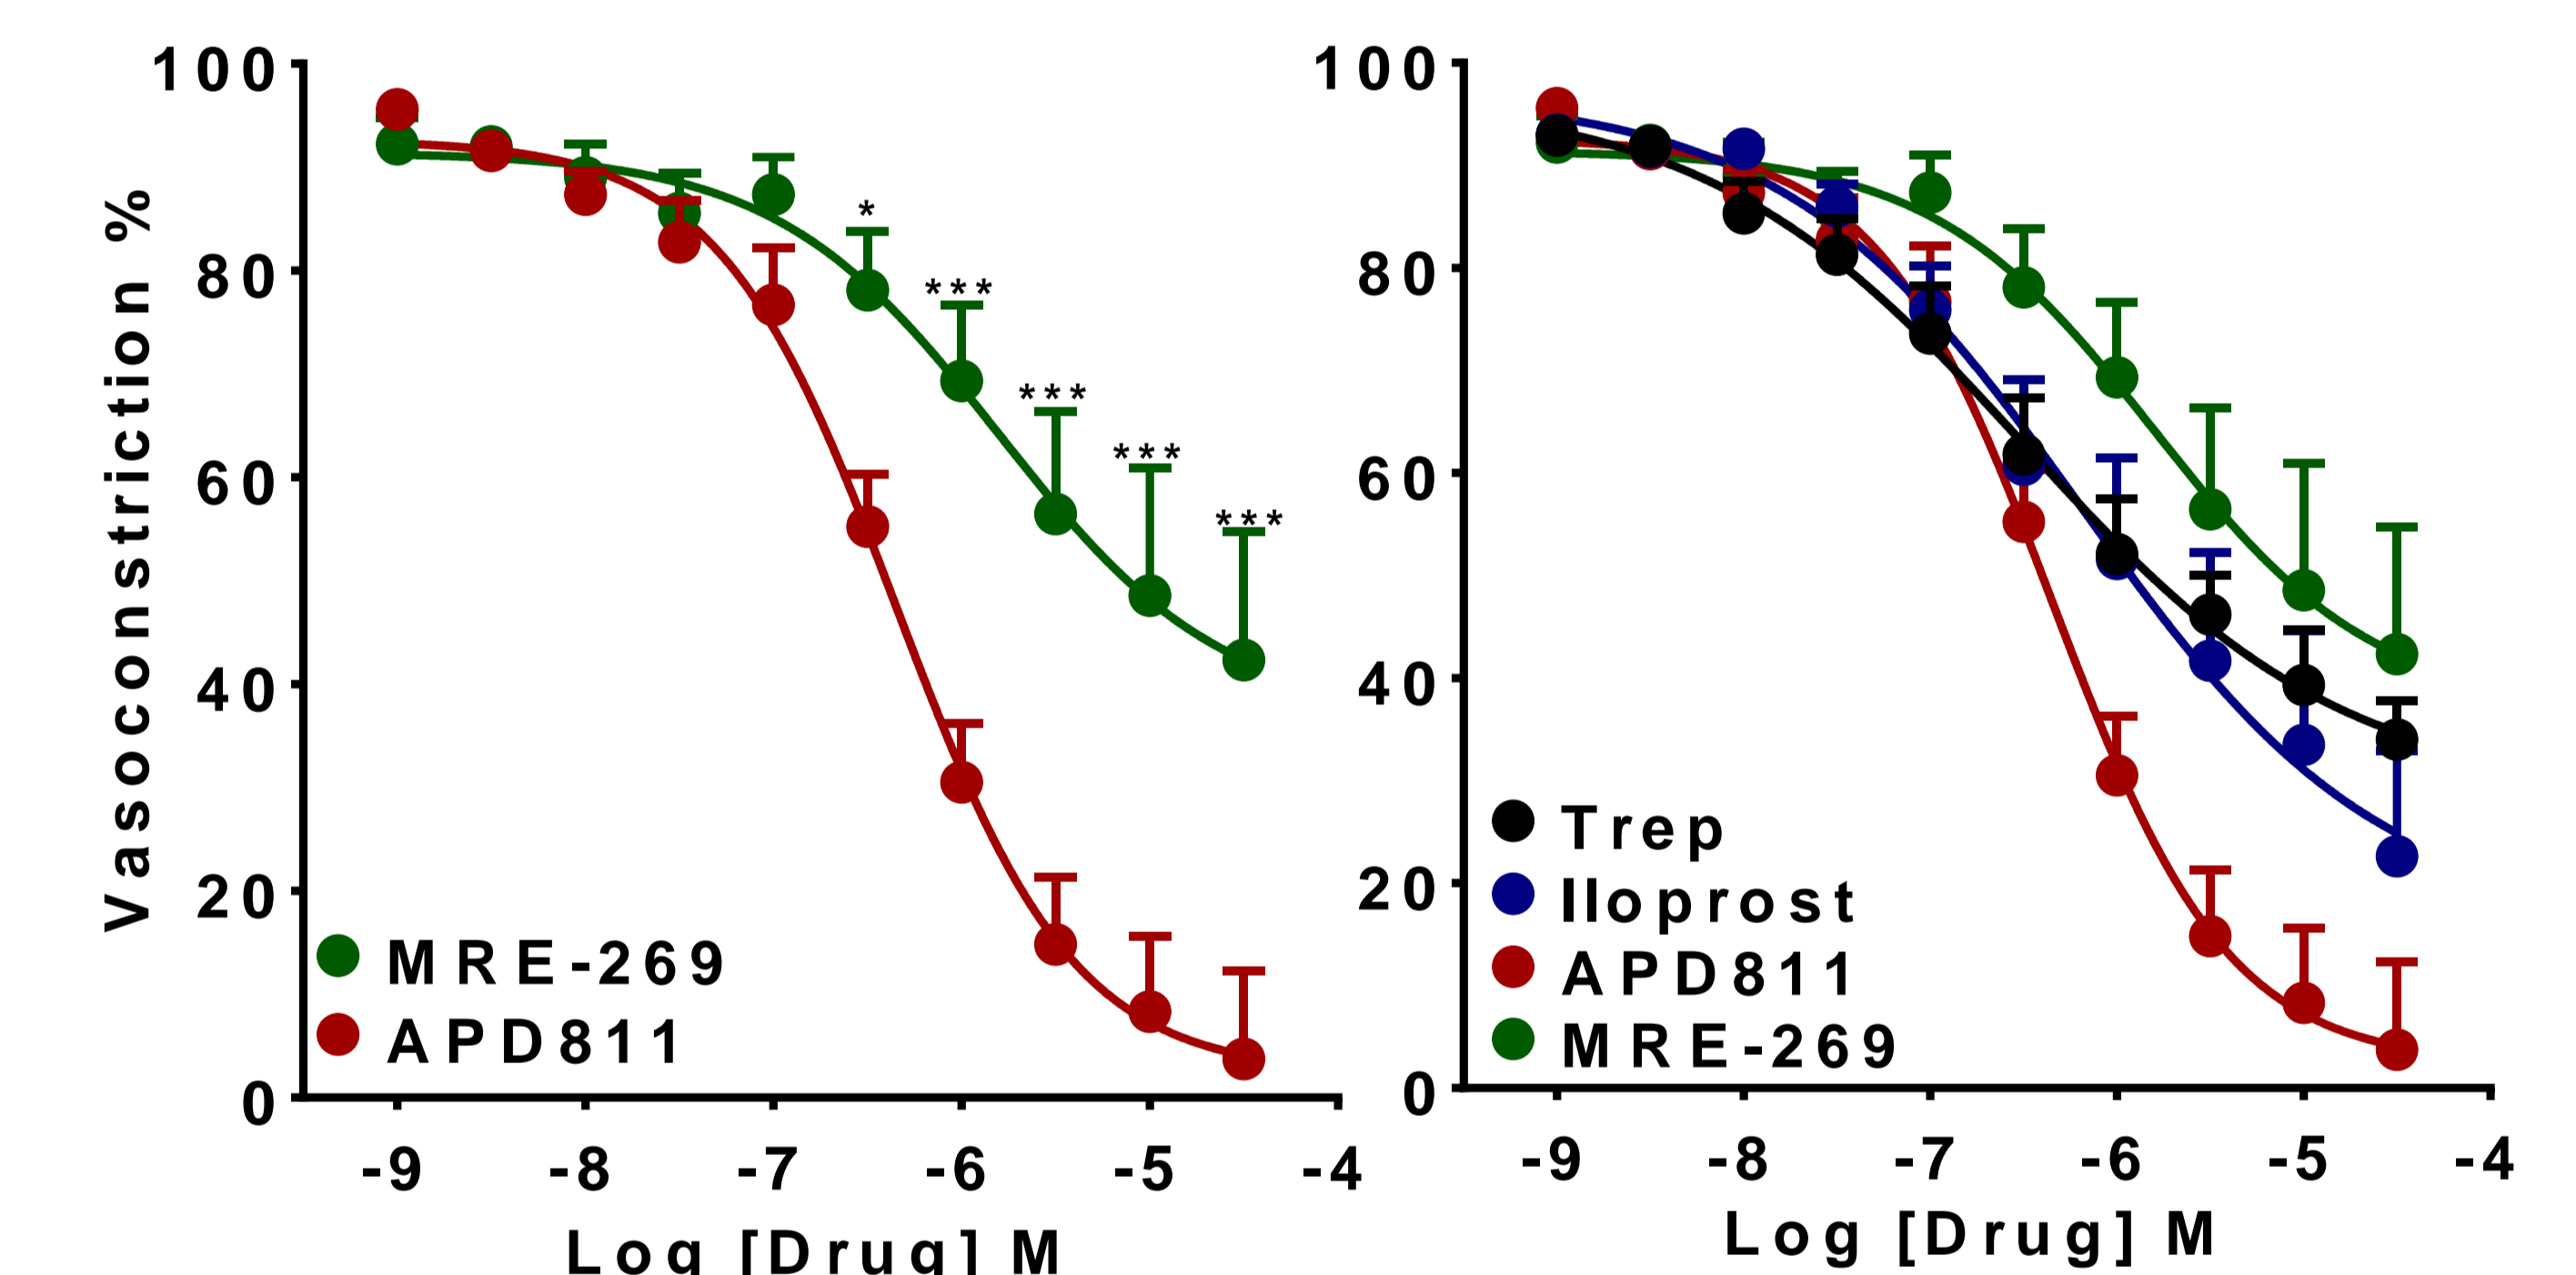 100
80
60
40
20
0
Vasoconstriction %
*
***
***
***
***
MRE-269
APD811
-9 -8 -7 -6 -5 -4
Log [Drug] M
100
80
60
40
20
0
Trep
Iloprost
APD811
MRE-269
-9 -8 -7 -6 -5 -4
Log [Drug] M